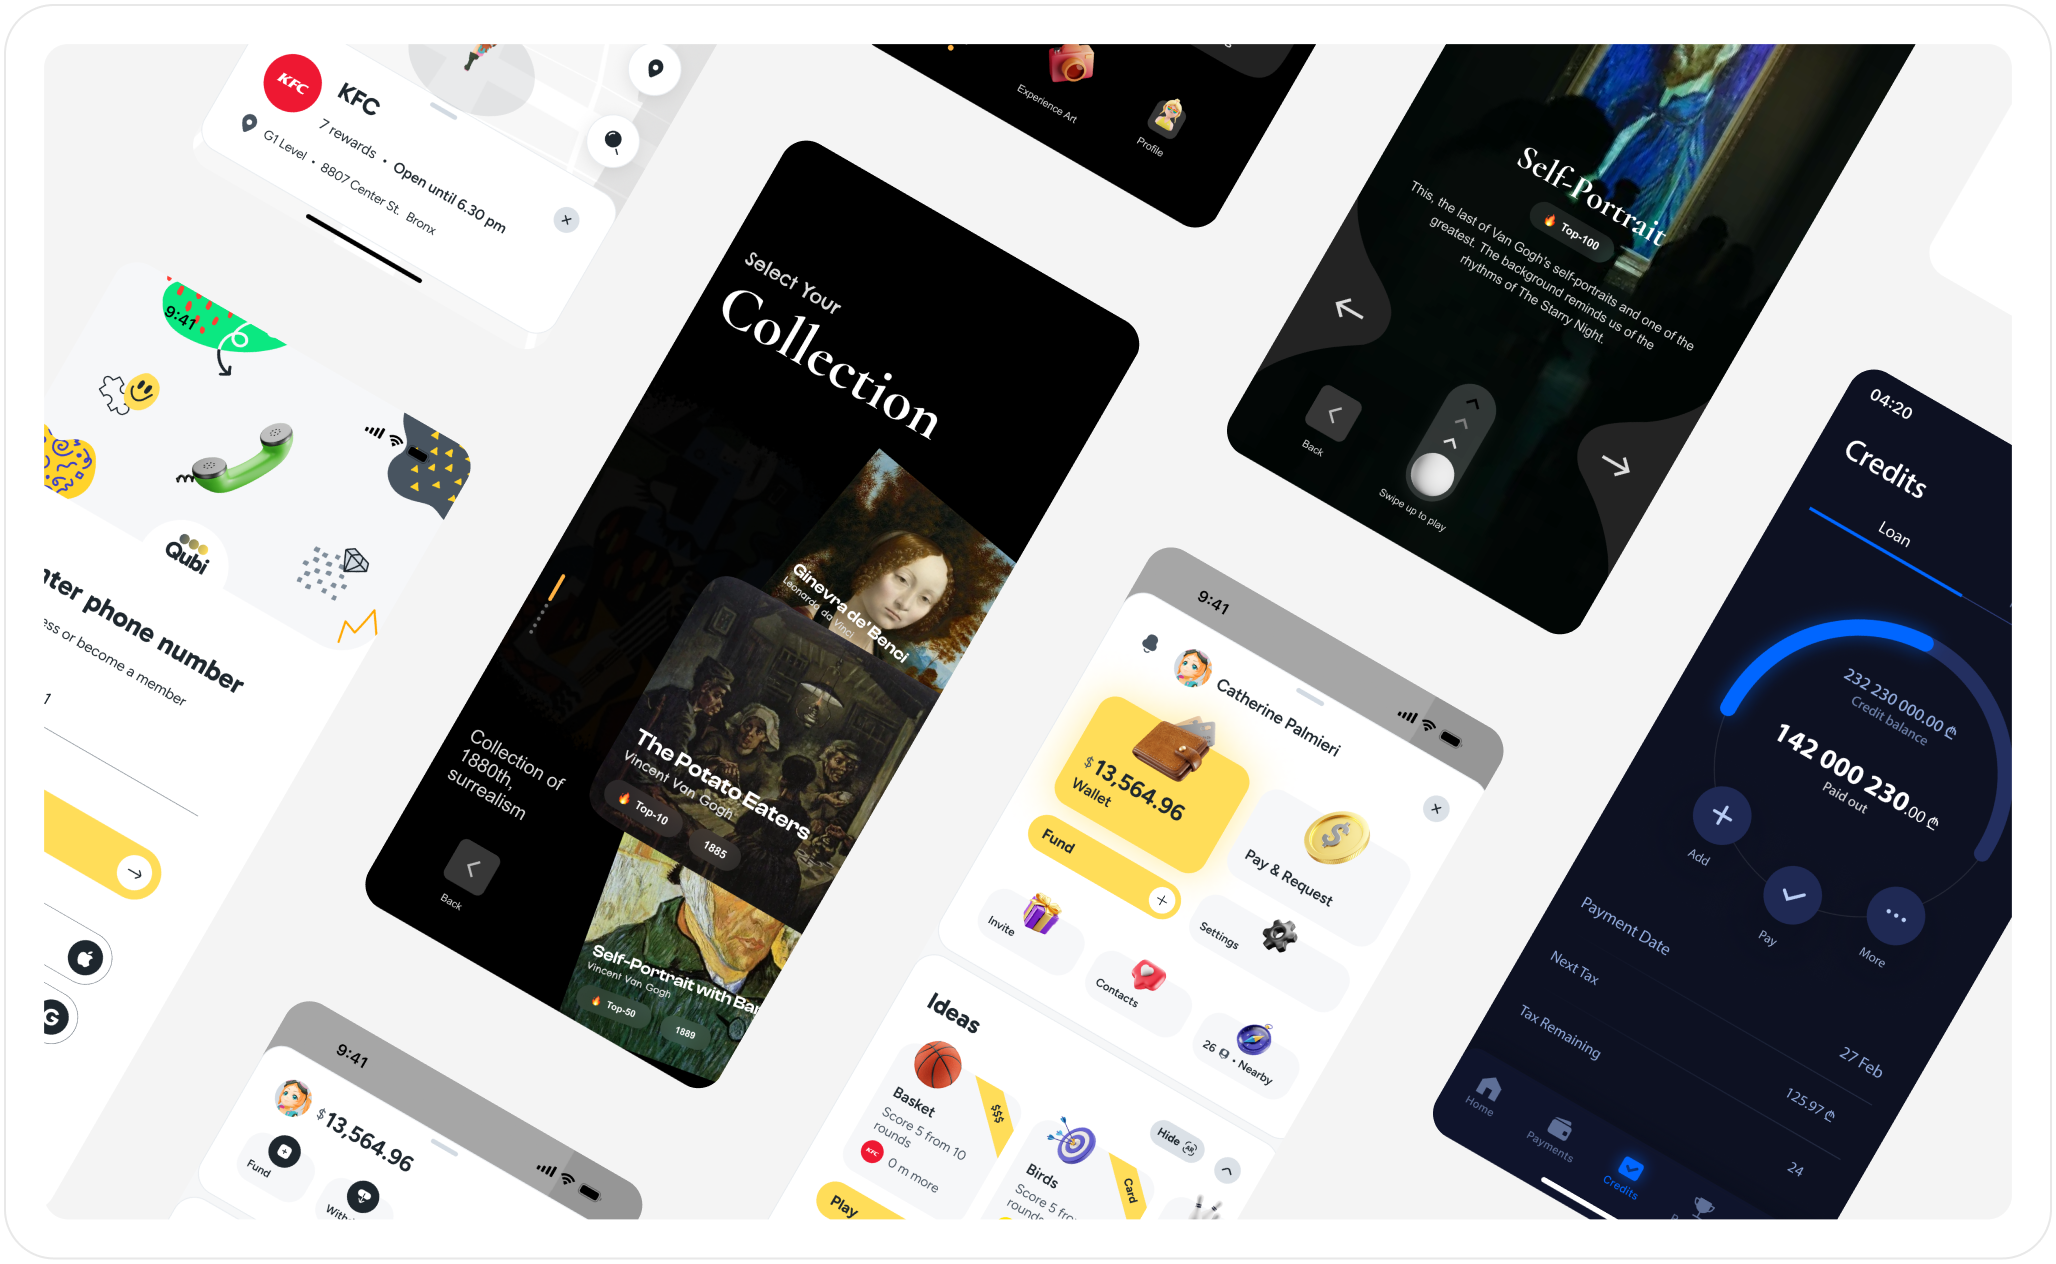 KFC
KFC
7 rewards • Open until 6.30 pm
G1 Level • 8807 Center St. Bronx
9:41
Qubi
nter phone number
ess or become a member
1
G
Experience Art
Profile
Select Your
Collection
Ginevra de' Benci
Leonardo da Vinci
The Potato Eaters
Vincent Van Gogh
Top-10
1885
Collection of
1880th,
surrealism
Back
Self-Portrait with Ban
Vincent Van Gogh
Top-50
1889
Self-Portrait
Top-100
This, the last of Van Gogh's self-portraits and one of the
greatest. The background reminds us of the
rhythms of The Starry Night.
Back
Swipe up to play
9:41
Catherine Palmieri
$13,564.96
Wallet
Fund
Pay & Request
Settings
Invite
Contacts
26 • Nearby
Ideas
Hide
AR
Basket
Score 5 from 10
rounds
$$$
KFC
0 m more
Play
Birds
Score 5 fro
rounds
Card
9:41
$13,564.96
Fund
With
04:20
Credits
Loan
232 230 000.00 ₾
Credit balance
142 000 230.00 ₾
Paid out
Add
Pay
More
Payment Date
27 Feb
Next Tax
125.97 ₾
Tax Remaining
24
Home
Payments
Credits